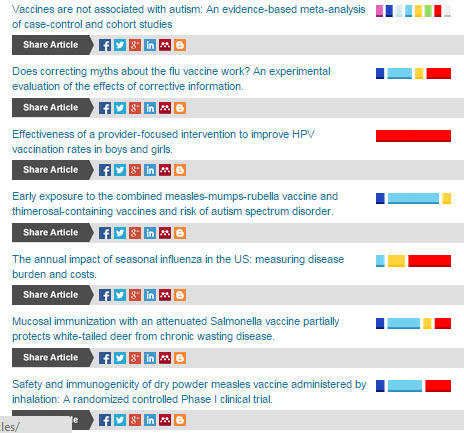 Vaccines are not associated with autism: An evidence-based meta-analysis
of case-control and cohort studies
Share Article
Does correcting myths about the flu vaccine work? An experimental
evaluation of the effects of corrective information.
Share Article
Effectiveness of a provider-focused intervention to improve HPV
vaccination rates in boys and girls.
Share Article
Early exposure to the combined measles-mumps-rubella vaccine and
thimerosal-containing vaccines and risk of autism spectrum disorder.
Share Article
The annual impact of seasonal influenza in the US: measuring disease
burden and costs.
Share Article
Mucosal immunization with an attenuated Salmonella vaccine partially
protects white-tailed deer from chronic wasting disease.
Share Article
Safety and immunogenicity of dry powder measles vaccine administered by
inhalation: A randomized controlled Phase I clinical trial.